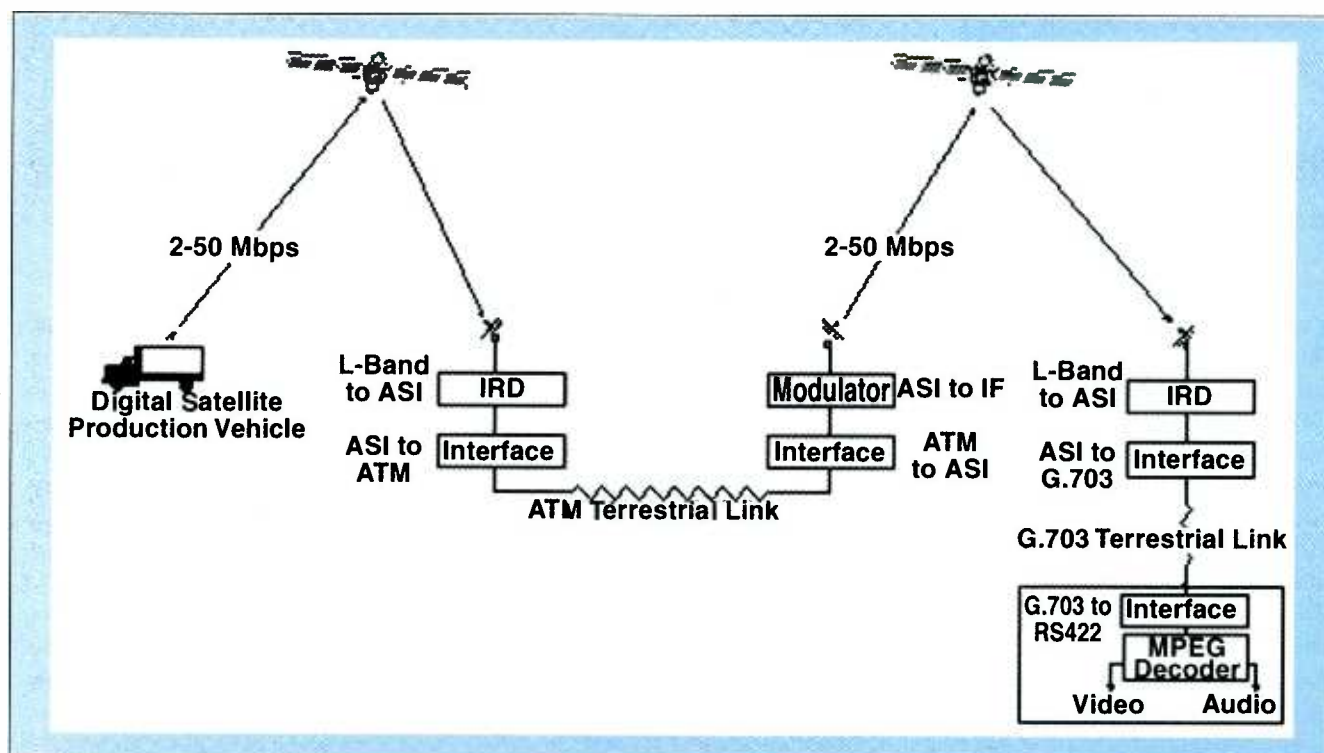 2-50 Mbps
2-50 Mbps
Digital Satellite
Production Vehicle
L-Band
to ASI
IRD
ASI to
ATM
Interface
ATM Terrestrial Link
Modulator
ASI to IF
Interface
ATM
to ASI
L-Band
to ASI
IRD
ASI to
G.703
Interface
G.703 Terrestrial Link
G.703 to
RS422
Interface
MPEG
Decoder
Video
Audio